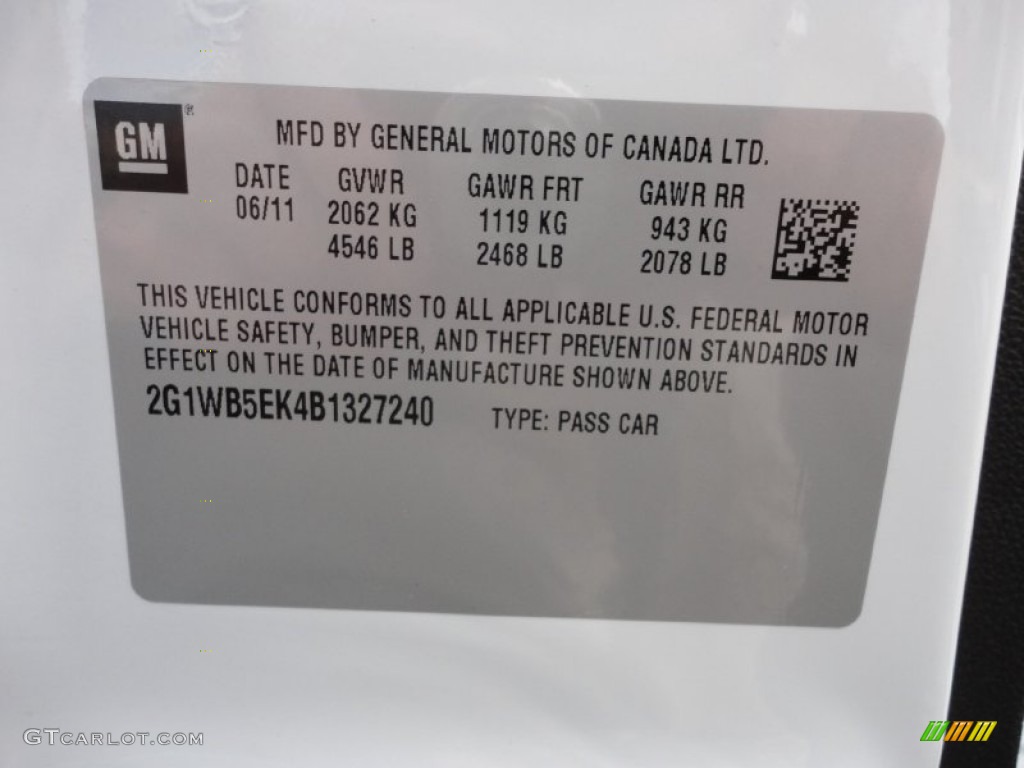 GM®
MFD BY GENERAL MOTORS OF CANADA LTD.
DATE GVWR GAWR FRT GAWR RR
06/11 2062 KG 1119 KG 943 KG
4546 LB 2468 LB 2078 LB
THIS VEHICLE CONFORMS TO ALL APPLICABLE U.S. FEDERAL MOTOR
VEHICLE SAFETY, BUMPER, AND THEFT PREVENTION STANDARDS IN
EFFECT ON THE DATE OF MANUFACTURE SHOWN ABOVE.
2G1WB5EK4B1327240 TYPE: PASS CAR
GTCARLOT.COM